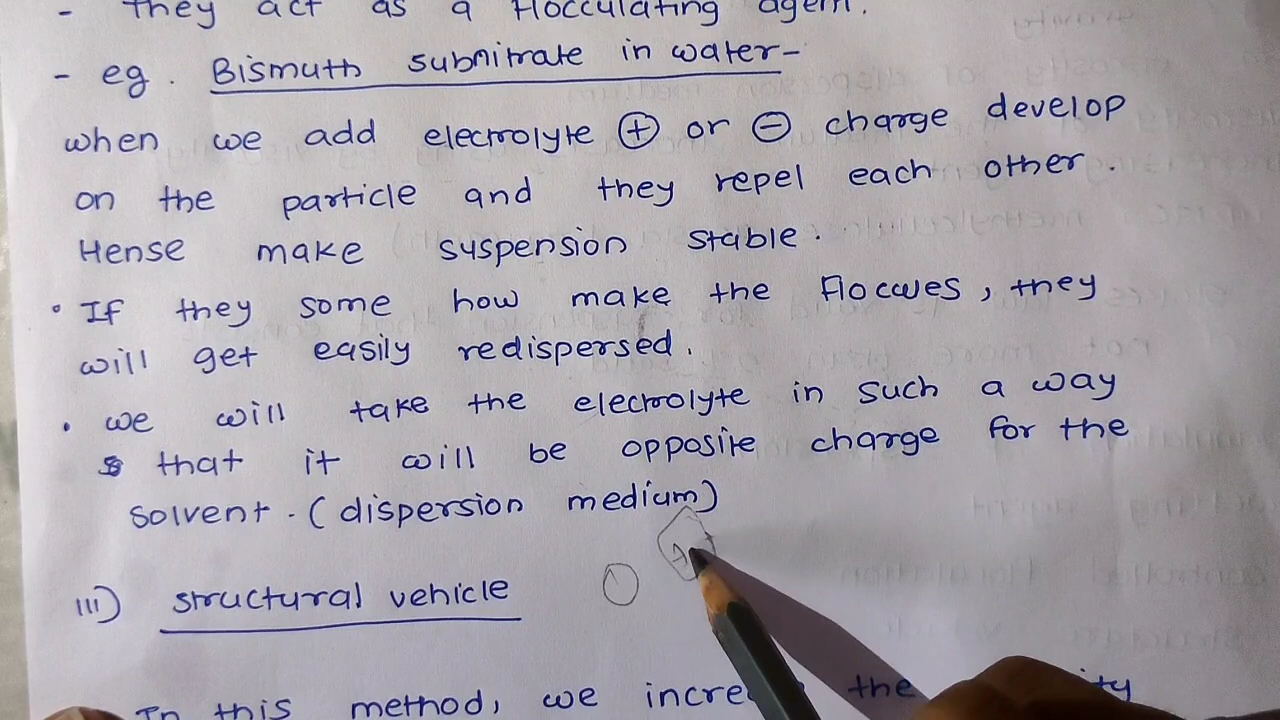 - They act as a flocculating agent.
- eg. Bismuth subnitrate in water-
when we add electrolyte ⊕ or ⊖ charge develop
on the particle and they repel each other.
Hense make suspension stable.
• If they some how make the floccules, they
will get easily redispersed.
• we will take the electrolyte in such a way
that it will be opposite charge for the
solvent. (dispersion medium)
III) structural vehicle
In this method, we the